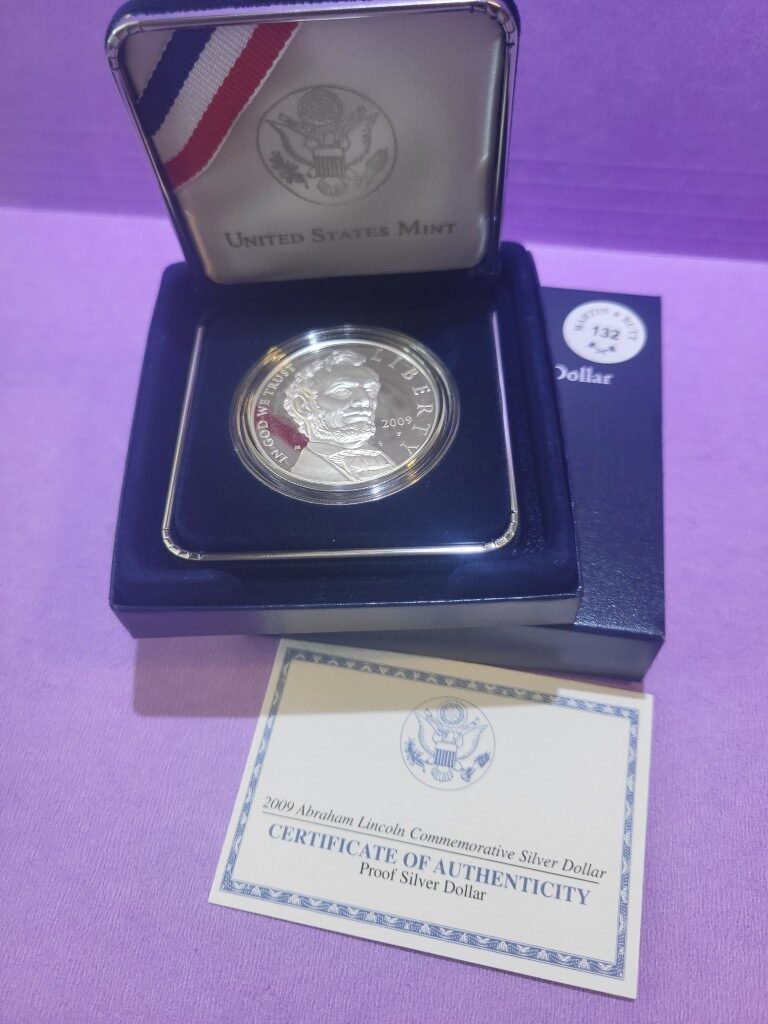 UNITED STATES MINT
IN GOD WE TRUST
LIBERTY
2009
P
132
Dollar
2009 Abraham Lincoln Commemorative Silver Dollar
CERTIFICATE OF AUTHENTICITY
Proof Silver Dollar